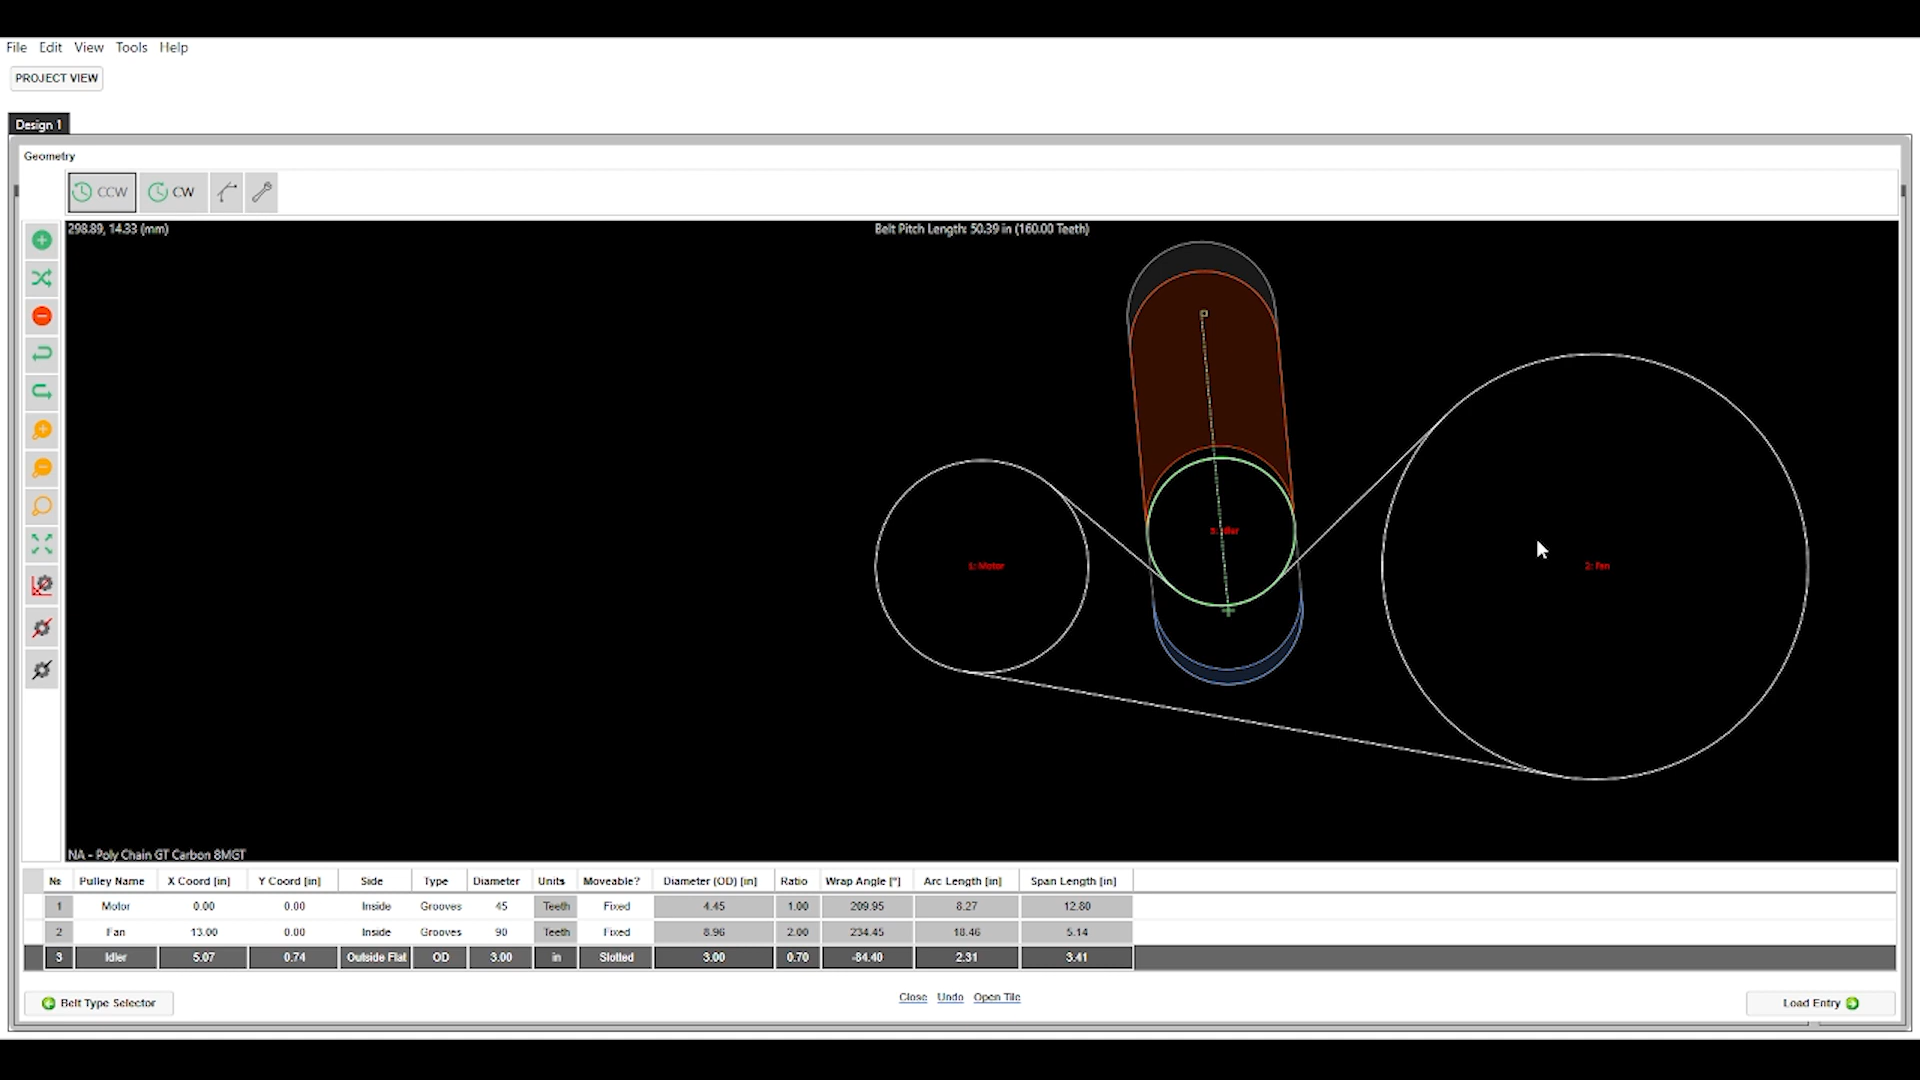 File Edit View Tools Help
PROJECT VIEW
Design 1
Geometry
CCW CW
298.89, 14.33 (mm) Belt Pitch Length: 50.39 in (160.00 Teeth)
1: Motor 2: Fan
NA - Poly Chain GT Carbon 8MGT
№ Pulley Name X Coord [in] Y Coord [in] Side Type Diameter Units Moveable? Diameter (OD) [in] Ratio Wrap Angle [°] Arc Length [in] Span Length [in]
1 Motor 0.00 0.00 Inside Grooves 45 Teeth Fixed 4.45 1.00 209.95 8.27 12.80
2 Fan 13.00 0.00 Inside Grooves 90 Teeth Fixed 8.96 2.00 234.45 18.46 5.14
3 Idler 5.07 0.74 Outside Flat OD 3.00 in Slotted 3.00 0.70 -84.40 2.31 3.41
Belt Type Selector Close Undo Open Tile Load Entry